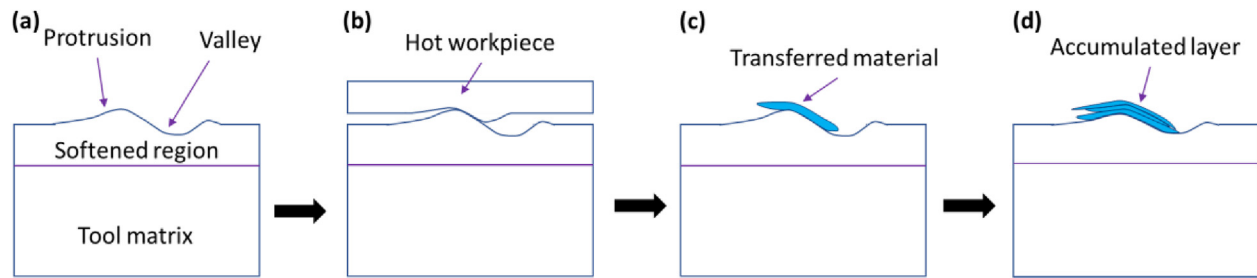 (a)
Protrusion
Valley
Softened region
Tool matrix
(b)
Hot workpiece
(c)
Transferred material
(d)
Accumulated layer